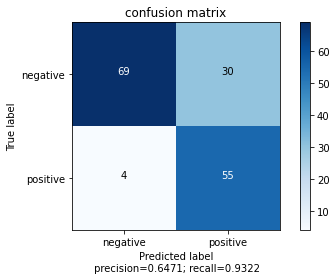 confusion matrix
negative
69
30
positive
4
55
True label
negative
positive
Predicted label
precision=0.6471; recall=0.9322
60
50
40
30
20
10